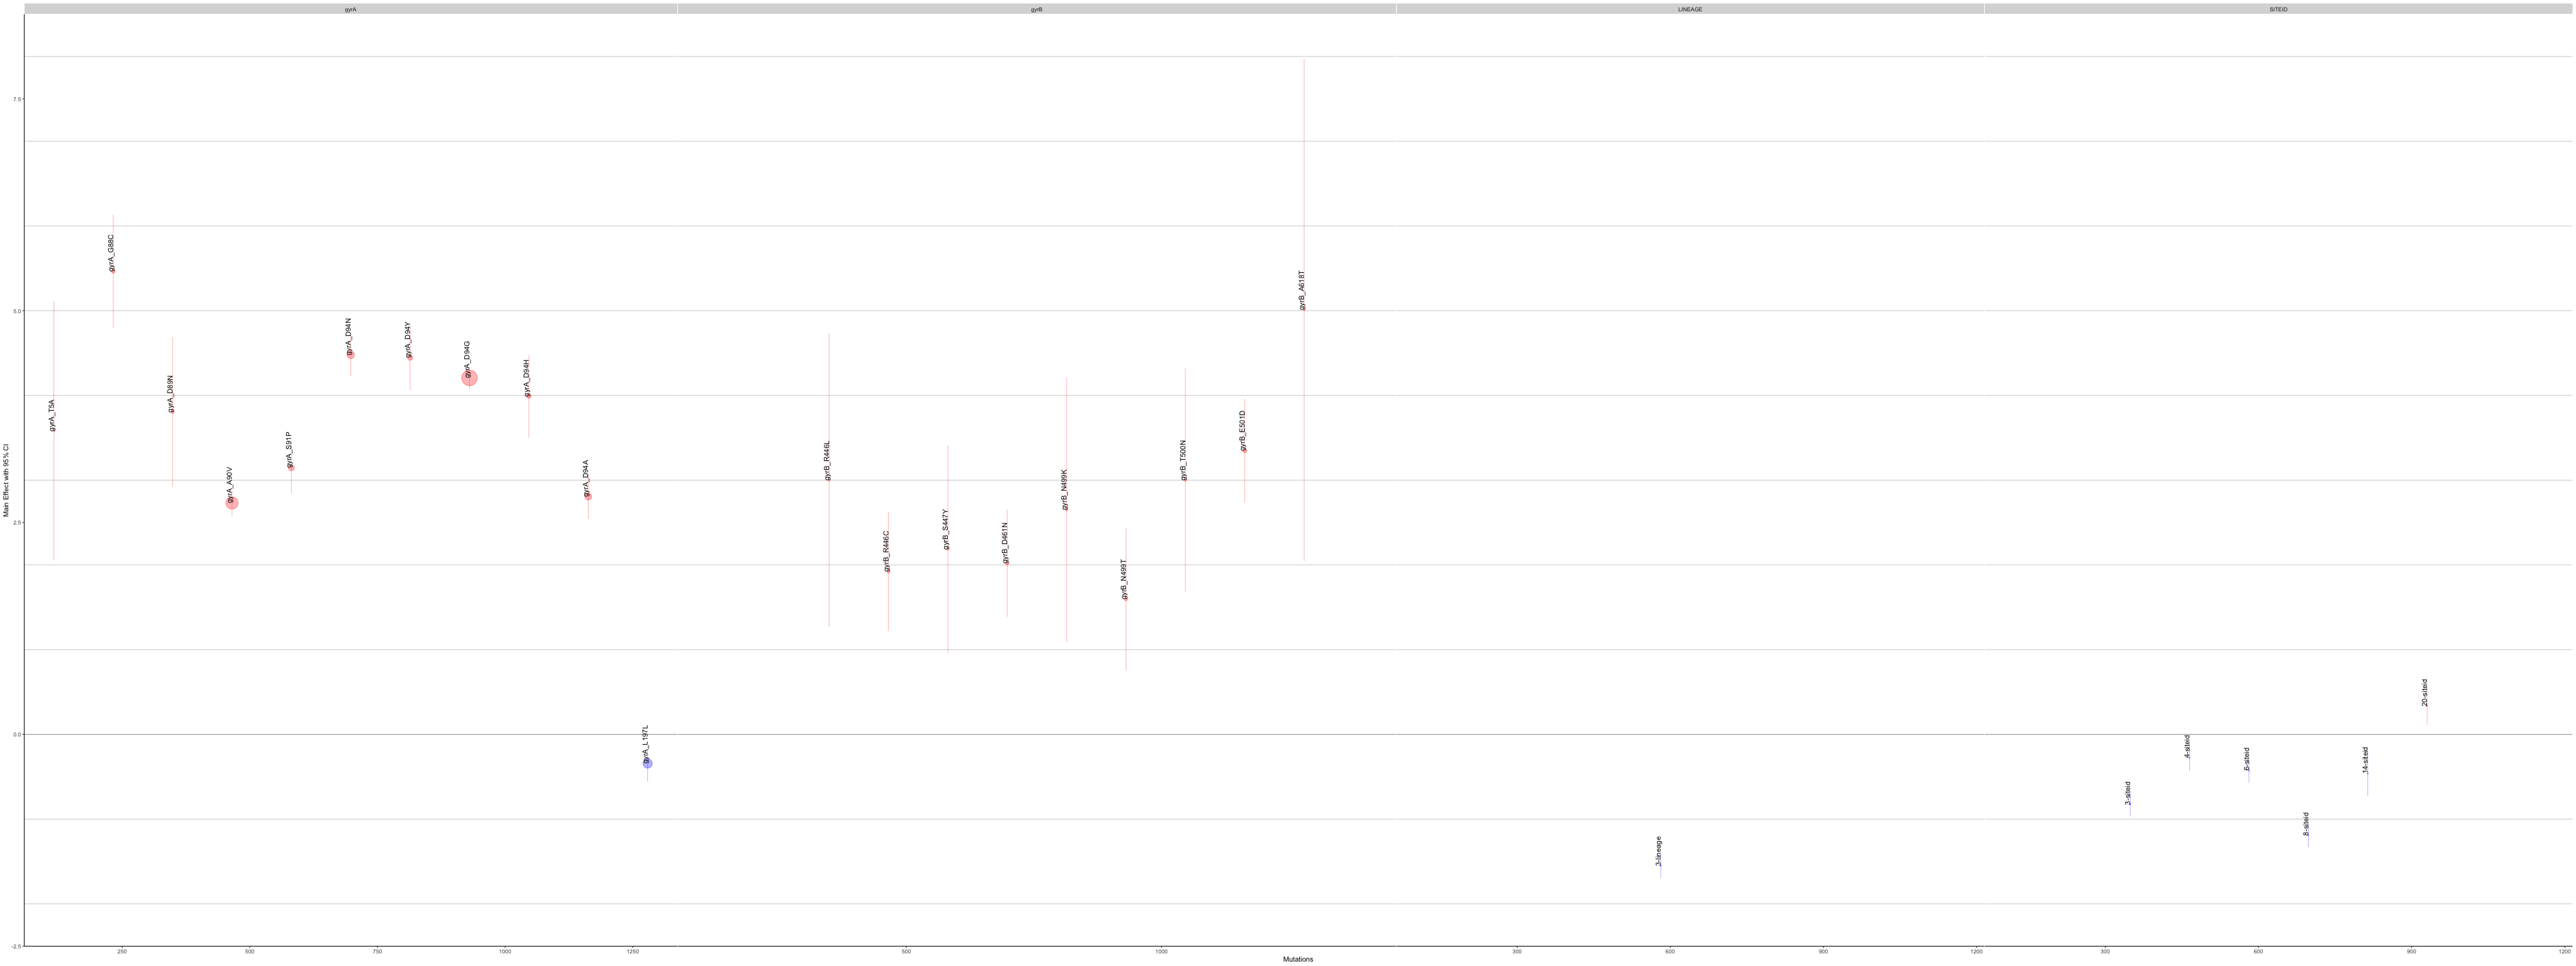 gyrA
gyrB
LINEAGE
SITEID
Main Effect with 95% CI
7.5
5.0
2.5
0.0
-2.5
gyrA_T5A
gyrA_G88C
gyrA_D89N
gyrA_A90V
gyrA_S91P
gyrA_D94N
gyrA_D94Y
gyrA_D94G
gyrA_D94H
gyrA_D94A
gyrA_L197L
gyrB_R446L
gyrB_R446C
gyrB_S447Y
gyrB_D461N
gyrB_N499K
gyrB_N499T
gyrB_T500N
gyrB_E501D
gyrB_A618T
3-lineage
3-siteid
4-siteid
6-siteid
8-siteid
14-siteid
20-siteid
250 500 750 1000 1250
500 1000
300 600 900 1200
300 600 900 1200
Mutations